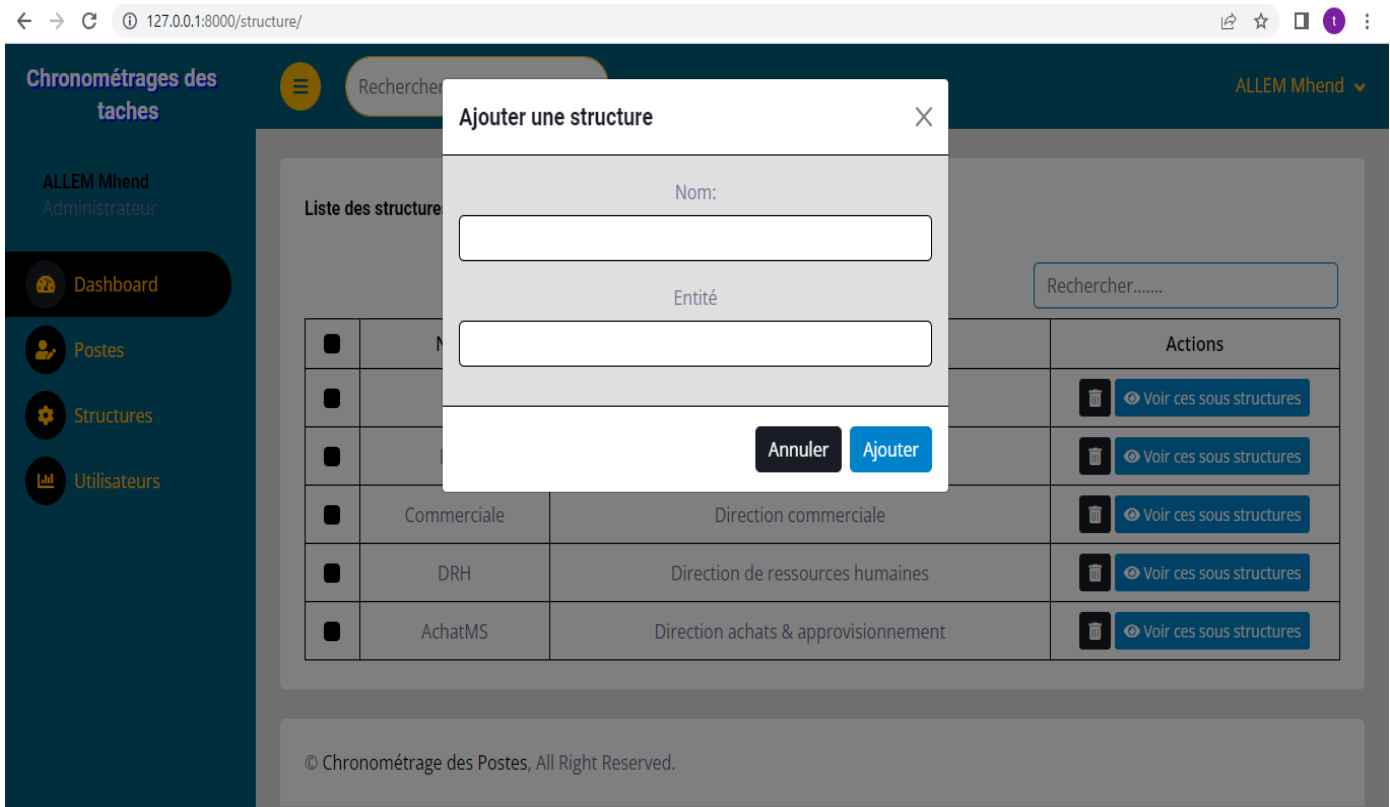 127.0.0.1:8000/structure/
t
Chronométrages des
taches
Rechercher
ALLEM Mhend
ALLEM Mhend
Administrateur
Dashboard
Postes
Structures
Utilisateurs
Ajouter une structure
Nom:
Entité
Annuler
Ajouter
Liste des structure
Rechercher.......
Actions
Voir ces sous structures
Voir ces sous structures
Commerciale Direction commerciale Voir ces sous structures
DRH Direction de ressources humaines Voir ces sous structures
AchatMS Direction achats & approvisionnement Voir ces sous structures
© Chronométrage des Postes, All Right Reserved.